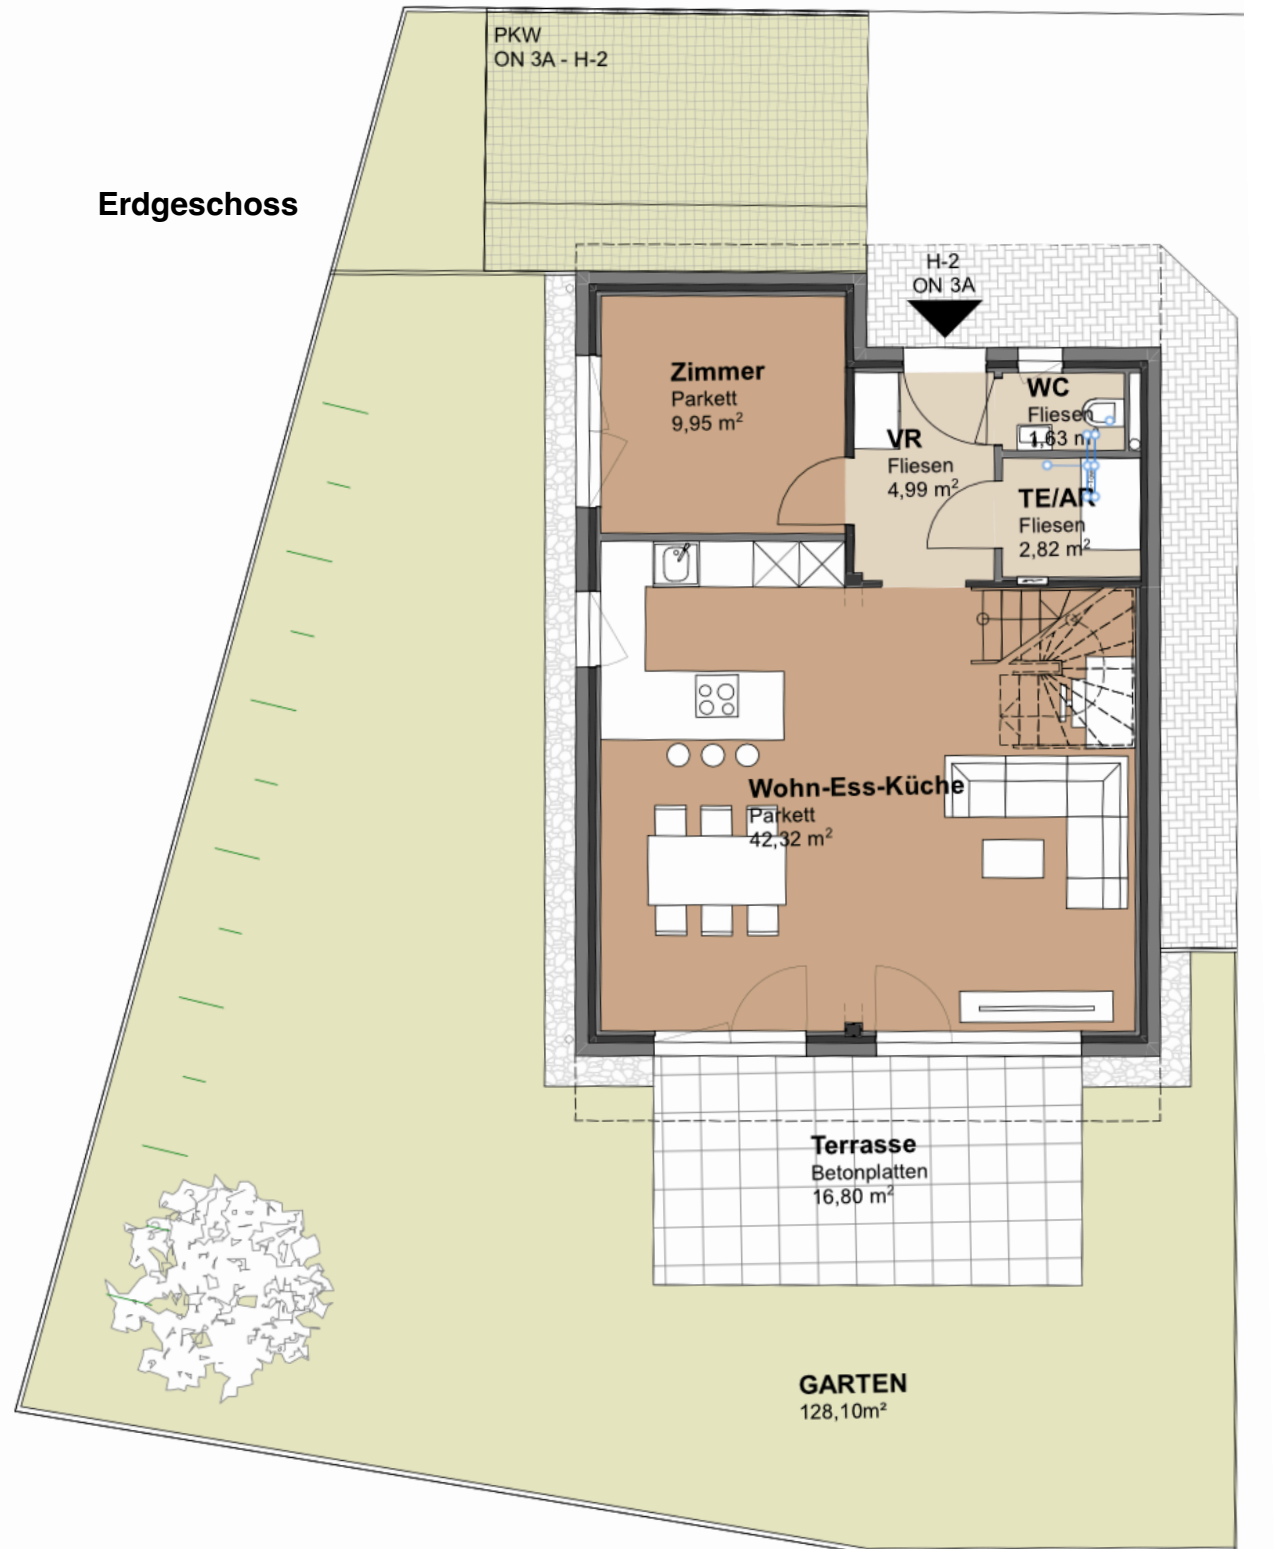 PKW
ON 3A - H-2
Erdgeschoss
H-2
ON 3A
Zimmer
Parkett
9,95 m²
WC
Fliesen
1,63 m
VR
Fliesen
4,99 m²
TE/AR
Fliesen
2,82 m²
Wohn-Ess-Küche
Parkett
42,32 m²
Terrasse
Betonplatten
16,80 m²
GARTEN
128,10m²